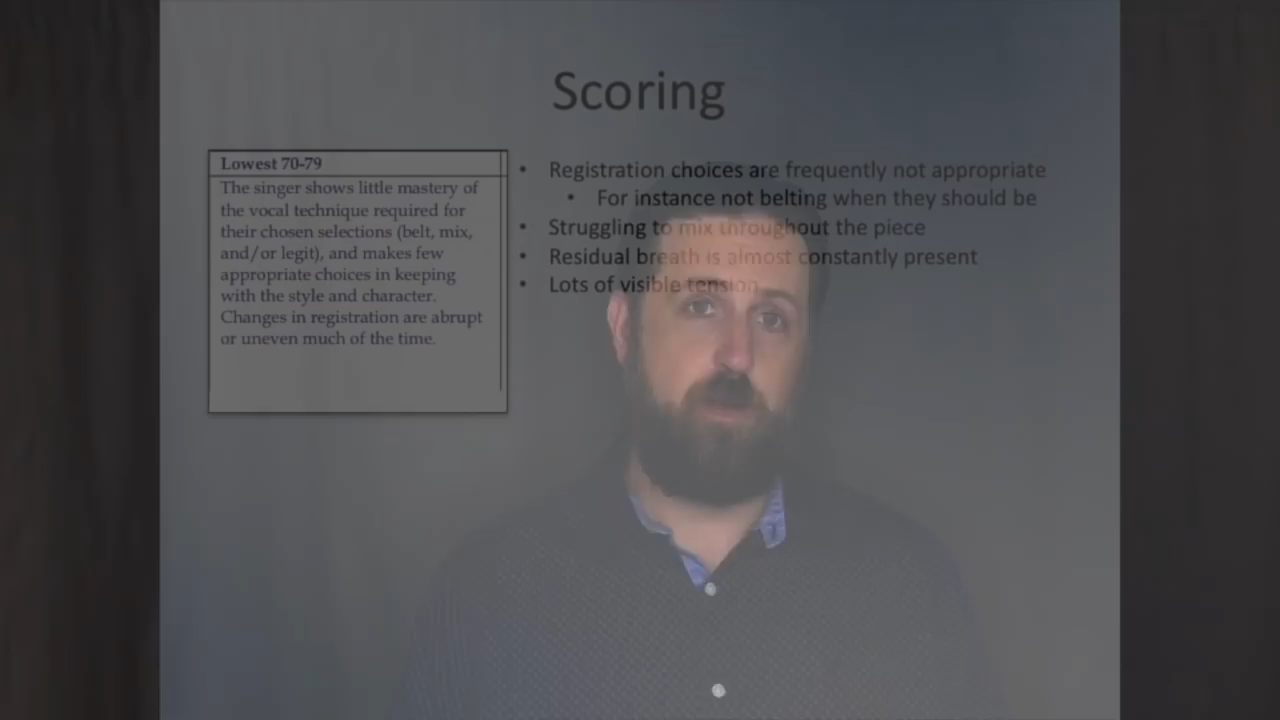 Scoring
Lowest 70-79
The singer shows little mastery of
the vocal technique required for
their chosen selections (belt, mix,
and/or legit), and makes few
appropriate choices in keeping
with the style and character.
Changes in registration are abrupt
or uneven much of the time.
• Registration choices are frequently not appropriate
• For instance not belting when they should be
• Struggling to mix throughout the piece
• Residual breath is almost constantly present
• Lots of visible tension